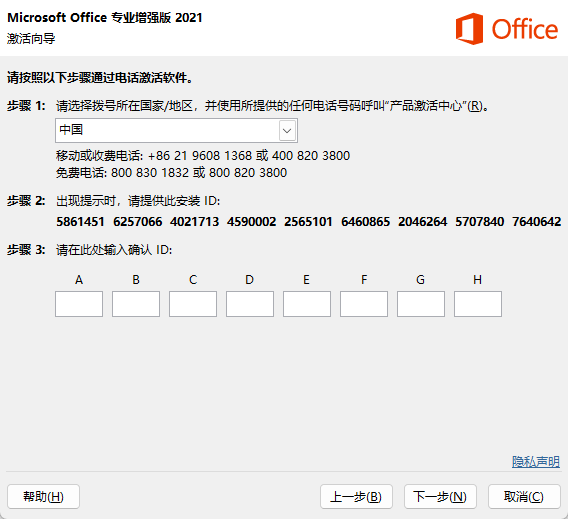 Microsoft Office 专业增强版 2021
激活向导
Office
请按照以下步骤通过电话激活软件。
步骤 1: 请选择拨号所在国家/地区，并使用所提供的任何电话号码呼叫“产品激活中心”(R)。
中国
移动或收费电话: +86 21 9608 1368 或 400 820 3800
免费电话: 800 830 1832 或 800 820 3800
步骤 2: 出现提示时，请提供此安装 ID:
5861451 6257066 4021713 4590002 2565101 6460865 2046264 5707840 7640642
步骤 3: 请在此处输入确认 ID:
A B C D E F G H
隐私声明
帮助(H) 上一步(B) 下一步(N) 取消(C)